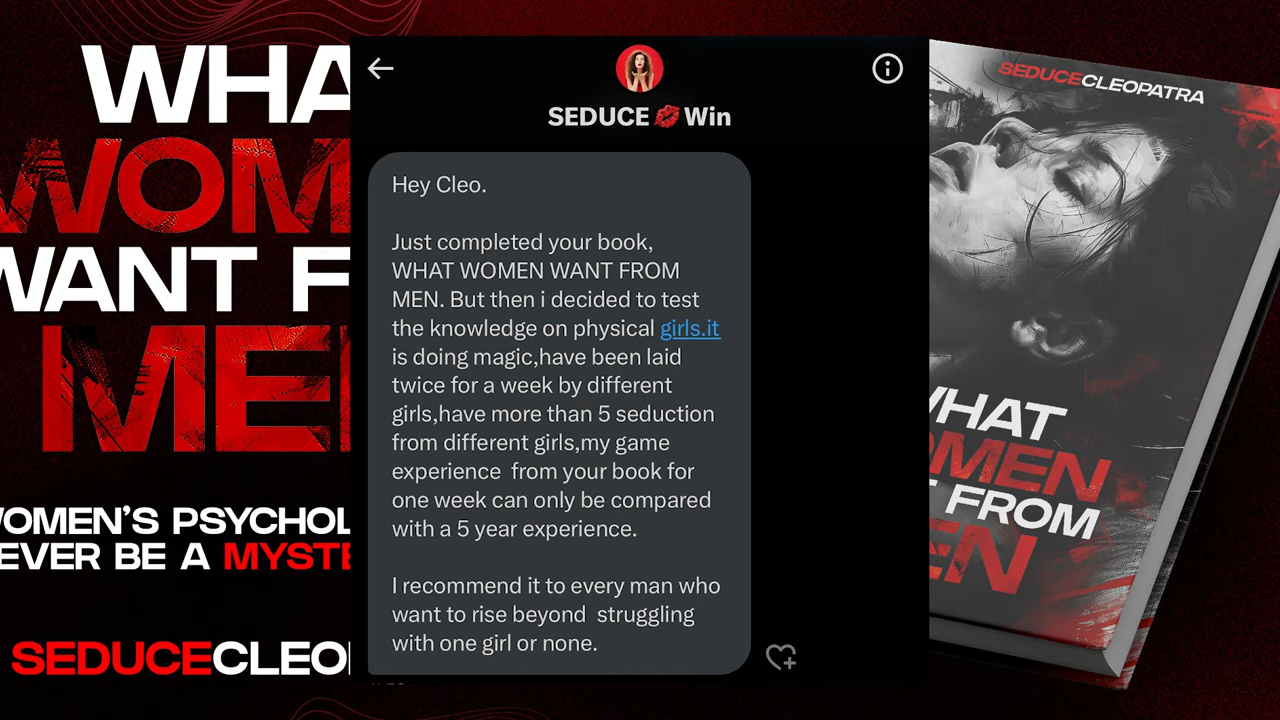 WHA
WOM
WANT F
ME
WOMEN'S PSYCHOL
EVER BE A MYSTE
SEDUCECLEO
SEDUCE 💋 Win
Hey Cleo.
Just completed your book,
WHAT WOMEN WANT FROM
MEN. But then i decided to test
the knowledge on physical girls.it
is doing magic,have been laid
twice for a week by different
girls,have more than 5 seduction
from different girls,my game
experience  from your book for
one week can only be compared
with a 5 year experience.
I recommend it to every man who
want to rise beyond  struggling
with one girl or none.
SEDUCECLEOPATRA
WHAT
OMEN
T FROM
EN